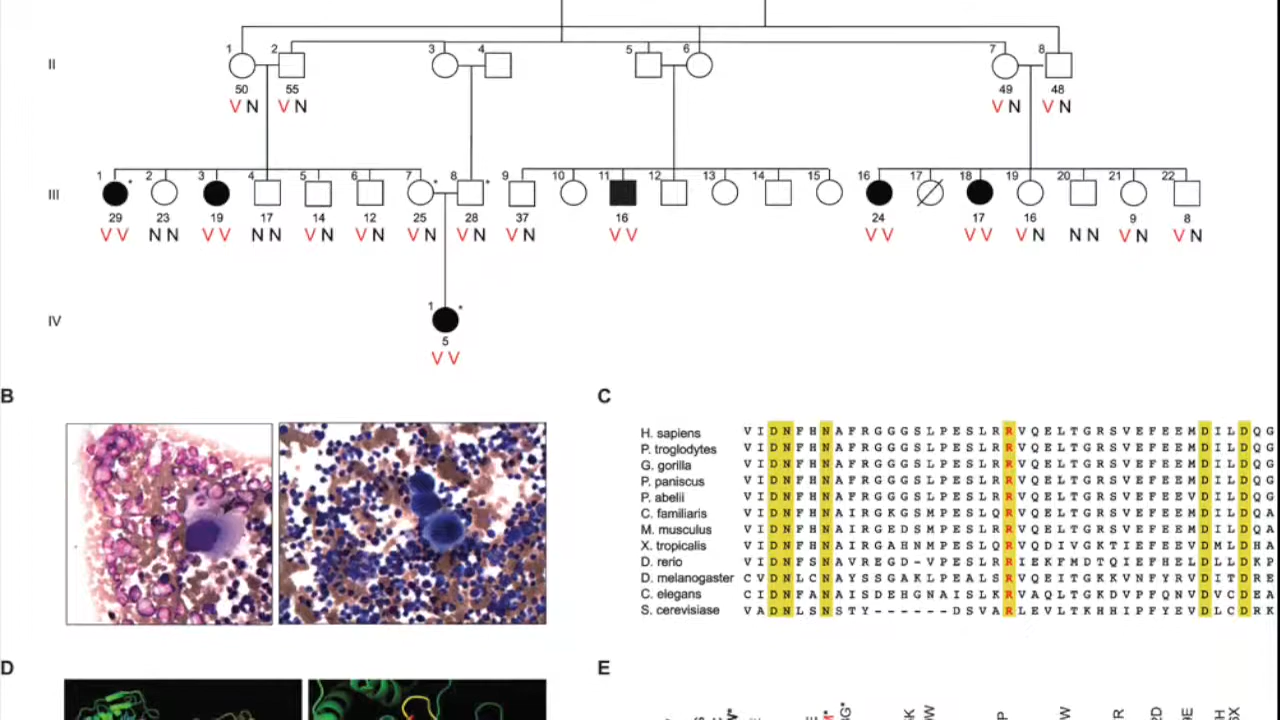 1 2 3 4 5 6 7 8
II
50 55 49 48
V N V N V N V N
1 * 2 3 4 5 6 7 * 8 * 9 10 11 12 13 14 15 16 17 18 19 20 21 22
III
29 23 19 17 14 12 25 28 37 16 24 17 16 9 8
V V N N V V N N V N V N V N V N V N V V V V V V V N N N V N V N
1 *
IV
5
V V
B
C
H. sapiens V I D N F H N A F R G G G S L P E S L R R V Q E L T G R S V E F E E M D I L D Q G
P. troglodytes V I D N F H N A F R G G G S L P E S L R R V Q E L T G R S V E F E E M D I L D Q G
G. gorilla V I D N F H N A F R G G G S L P E S L R R V Q E L T G R S V E F E E M D I L D Q G
P. paniscus V I D N F H N A F R G G G S L P E S L R R V Q E L T G R S V E F E E M D I L D Q G
P. abelii V I D N F H N A F R G G G S L P E S L R R V Q E L T G R S V E F E E M D I L D Q G
C. familiaris V I D N F H N A I R G K G S M P E S L R R V Q E L T G R S V E F E E M D I L D Q A
M. musculus V I D N F H N A I R G E D S M P E S L R R V Q E L T G R S V E F E E M D I L D Q A
X. tropicalis V I D N F H N A I R G A H N M P E S L Q R V Q D I V G K T I E F E E V D M L D H A
D. rerio V I D N F S N A V R E G D - V P E S L R R I E K F M D T Q I E F H E L D L L D K P
D. melanogaster C V D N L C N A Y S S G A K L P E A L S R V Q E I T G K K V N F Y R V D I T D R E
C. elegans C I D N F A N A I S D E H G N A I S L K R V A Q L T G K D V P F Q N V D V C D E A
S. cerevisiase V A D N L S N S T Y - - - - - - D S V A R L E V L T K H H I P F Y E V D L C D R K
D
E